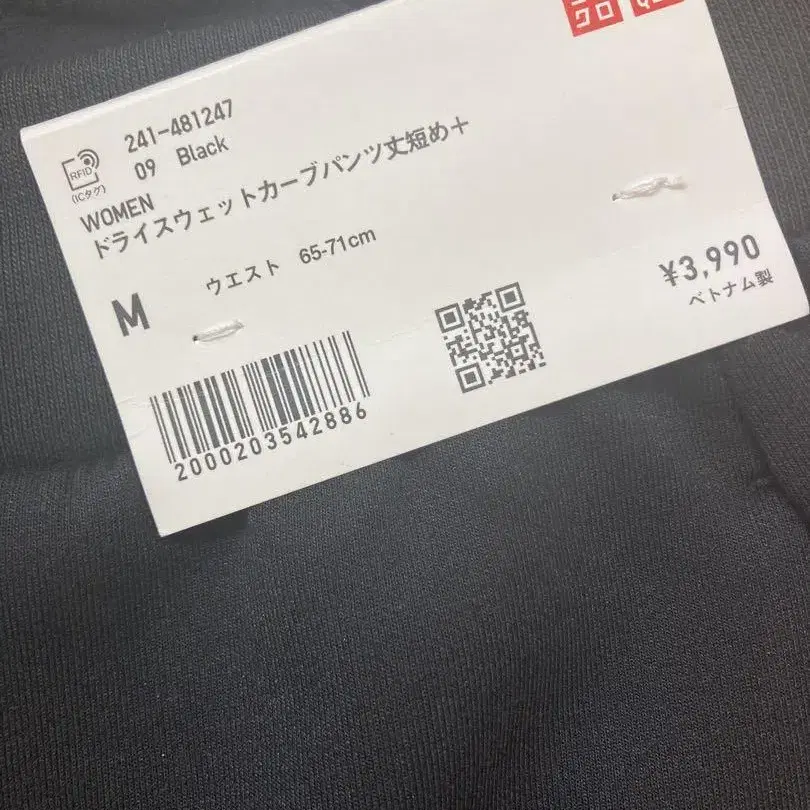 クロ
241-481247
09 Black
RFID
(ICタグ)
WOMEN
ドライスウェットカーブパンツ丈短め+
M
ウエスト 65-71cm
¥3,990
ベトナム製
2000203542886